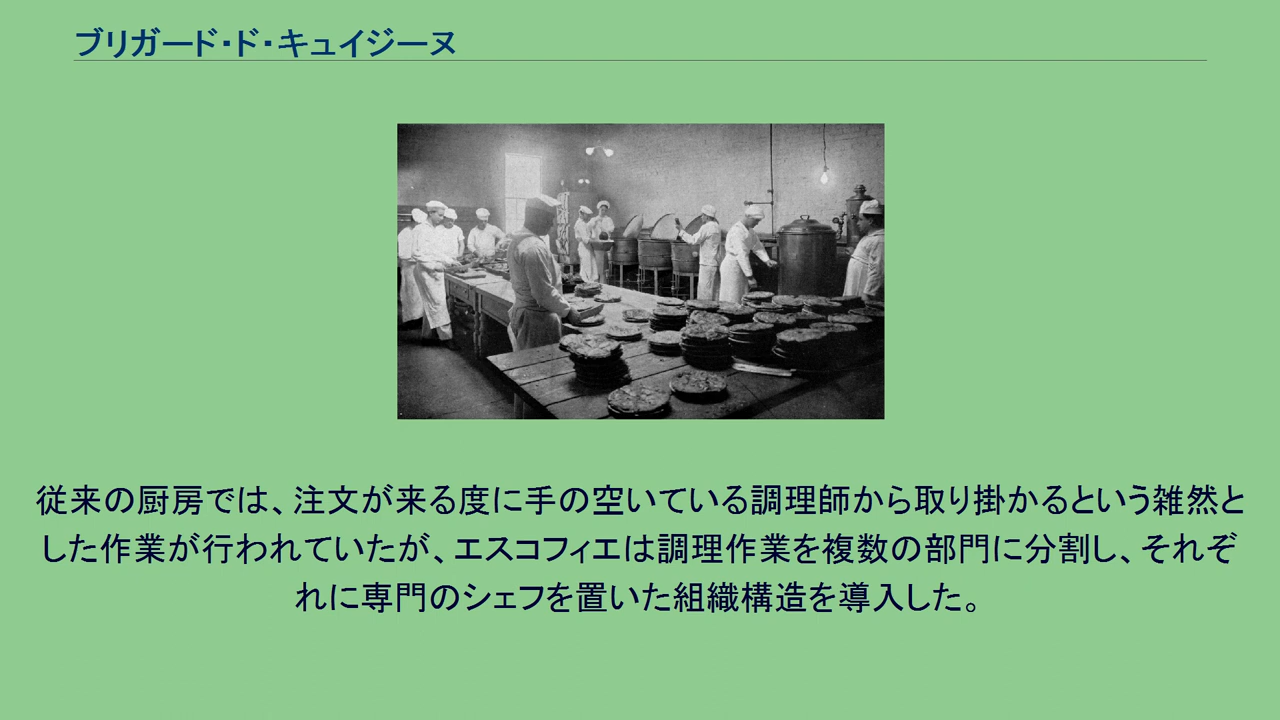 ブリガード・ド・キュイジーヌ
従来の厨房では、注文が来る度に手の空いている調理師から取り掛かるという雑然と
した作業が行われていたが、エスコフィエは調理作業を複数の部門に分割し、それぞ
れに専門のシェフを置いた組織構造を導入した。